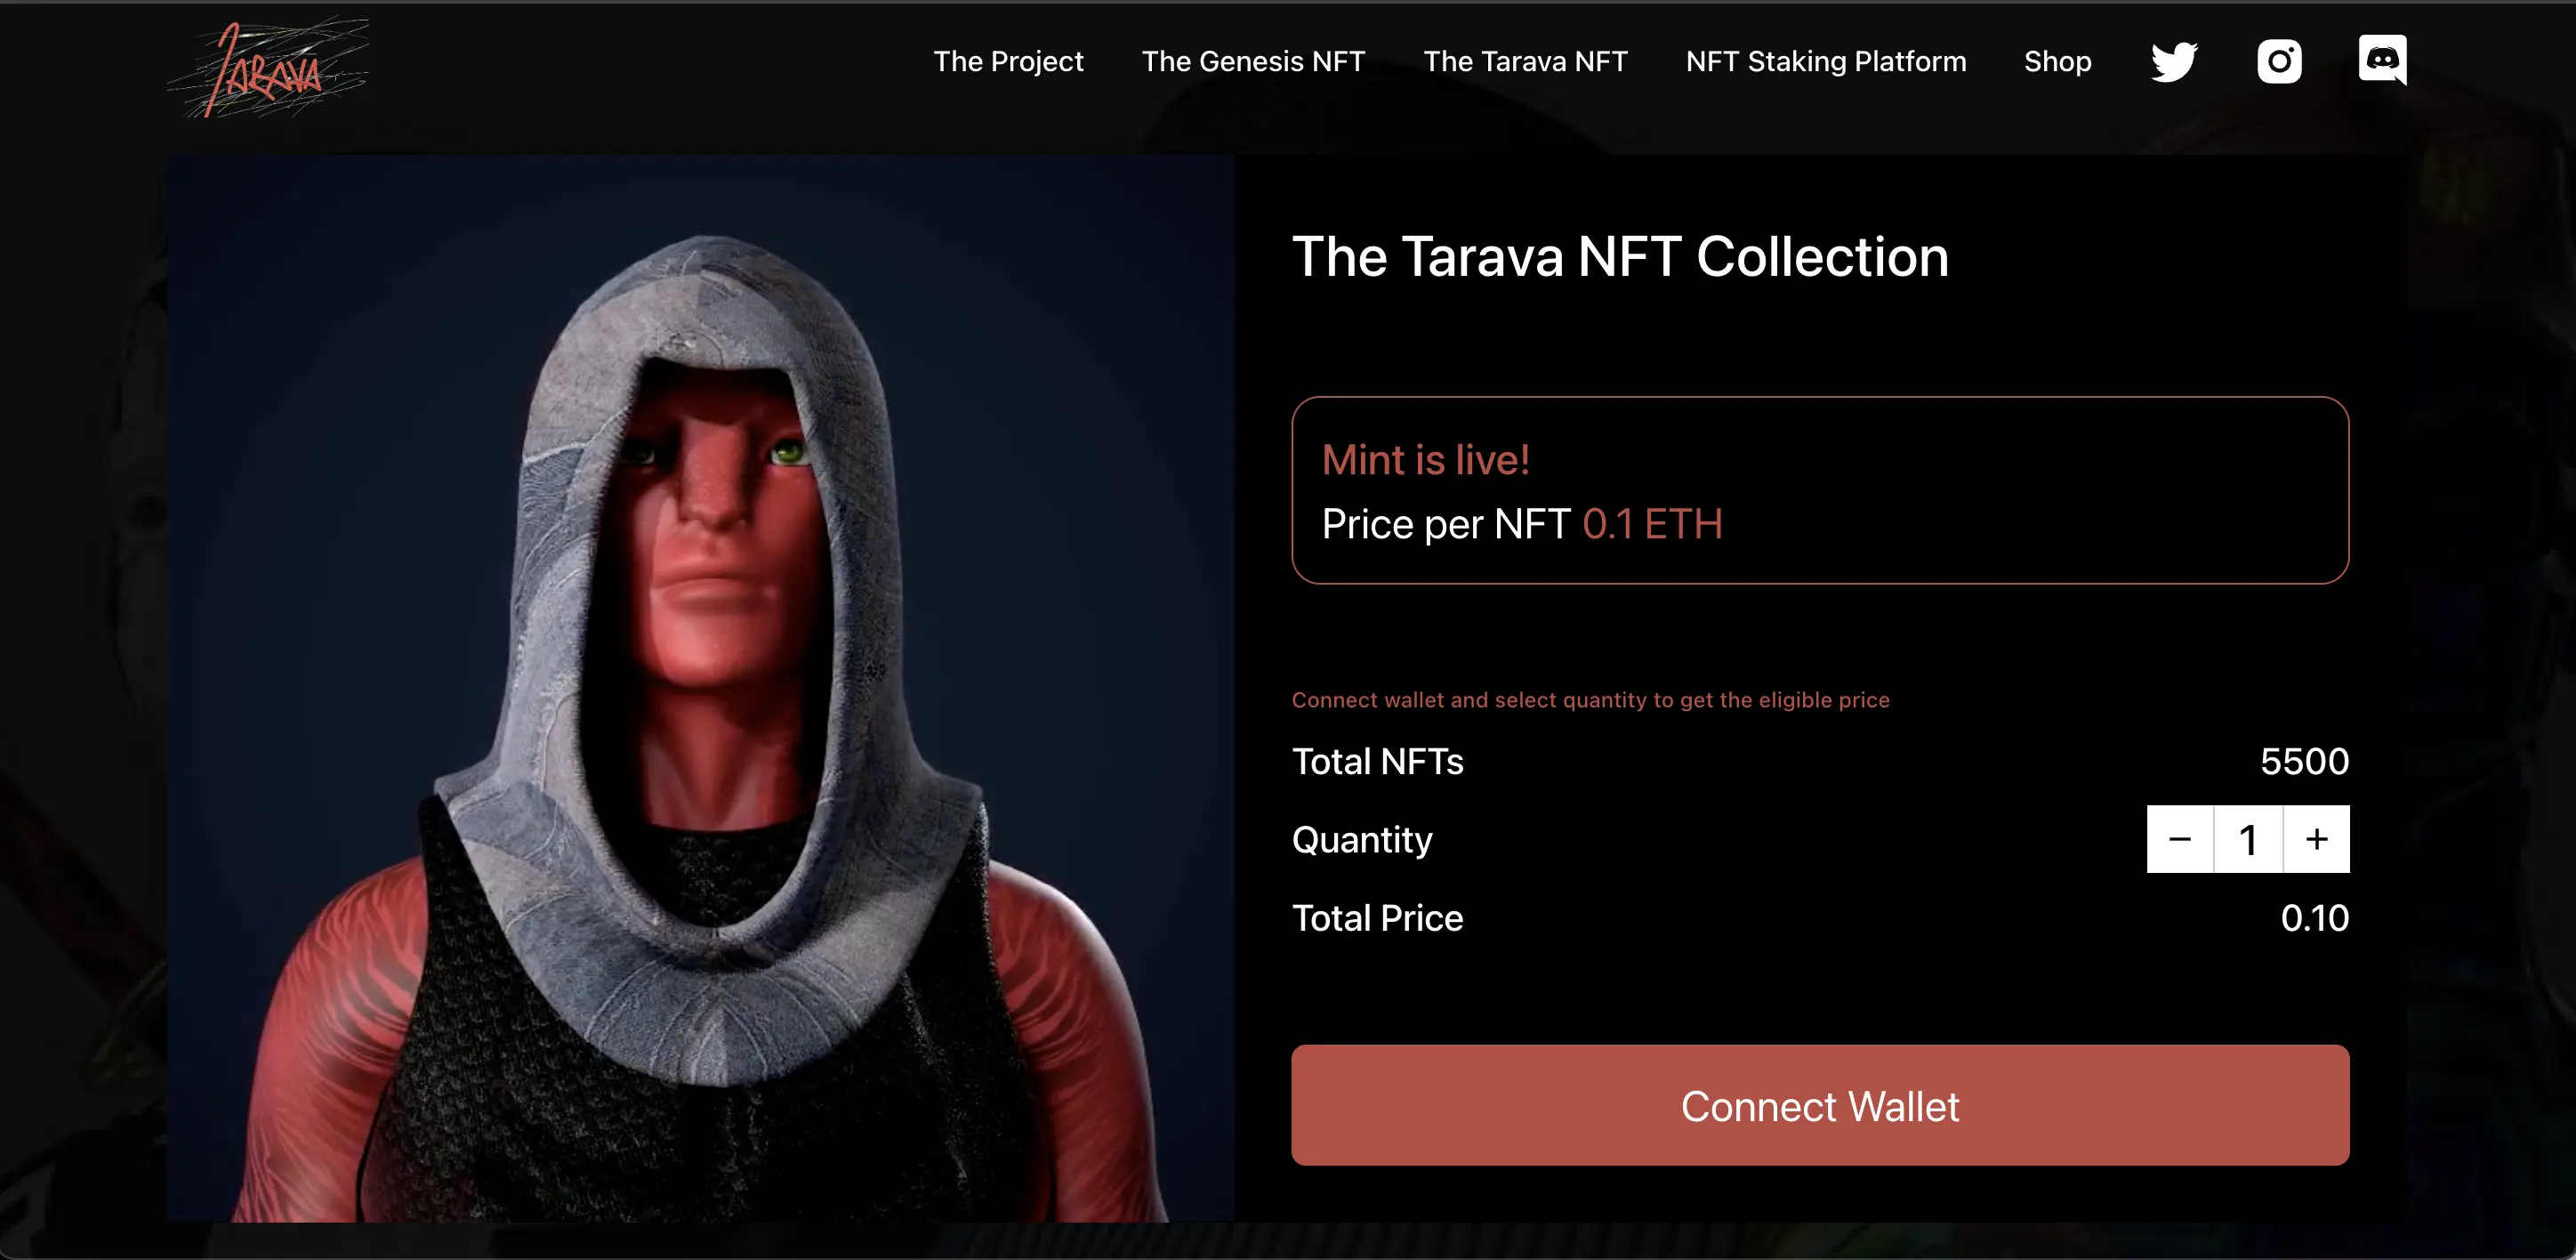 TARAVA
The Project
The Genesis NFT
The Tarava NFT
NFT Staking Platform
Shop
The Tarava NFT Collection
Mint is live!
Price per NFT 0.1 ETH
Connect wallet and select quantity to get the eligible price
Total NFTs 5500
Quantity − 1 +
Total Price 0.10
Connect Wallet